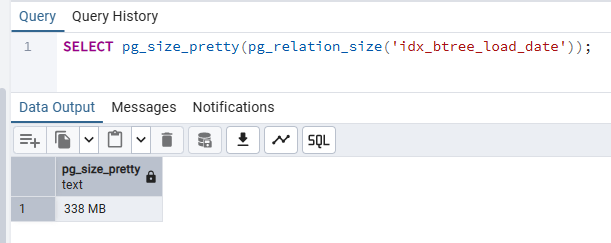 Query Query History
1 SELECT pg_size_pretty(pg_relation_size('idx_btree_load_date'));
Data Output Messages Notifications
SQL
pg_size_pretty
text
1 338 MB